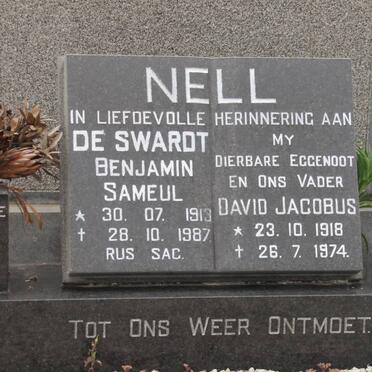 NELL
IN LIEFDEVOLLE HERINNERING AAN
DE SWARDT
BENJAMIN
SAMEUL
* 30. 07. 1913
† 28. 10. 1987
RUS SAC.
MY
DIERBARE EGGENOOT
EN ONS VADER
DAVID JACOBUS
* 23. 10. 1918
† 26. 7. 1974.
TOT ONS WEER ONTMOET.